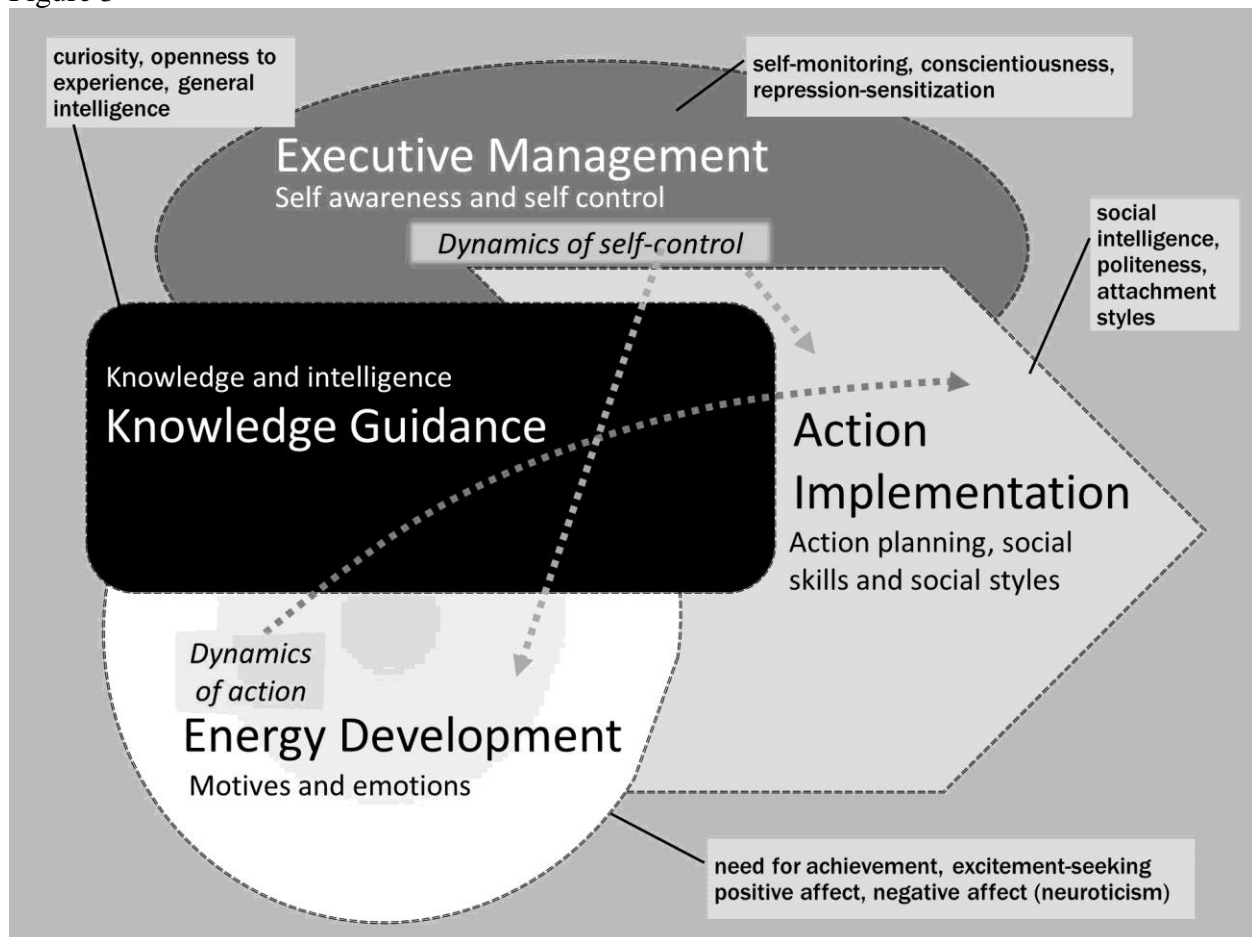 Figure 3
curiosity, openness to
experience, general
intelligence
self-monitoring, conscientiousness,
repression-sensitization
Executive Management
Self awareness and self control
Dynamics of self-control
social
intelligence,
politeness,
attachment
styles
Knowledge and intelligence
Knowledge Guidance
Action
Implementation
Action planning, social
skills and social styles
Dynamics
of action
Energy Development
Motives and emotions
need for achievement, excitement-seeking
positive affect, negative affect (neuroticism)